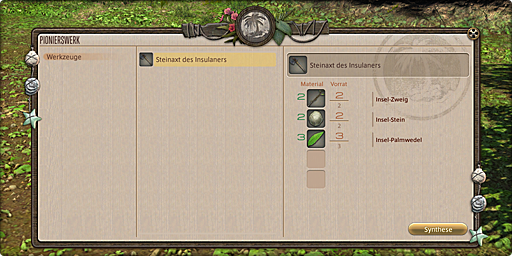 PIONIERSWERK
Werkzeuge
Steinaxt des Insulaners
Steinaxt des Insulaners
Material Vorrat
2 2 2 Insel-Zweig
2 2 2 Insel-Stein
3 3 3 Insel-Palmwedel
Synthese